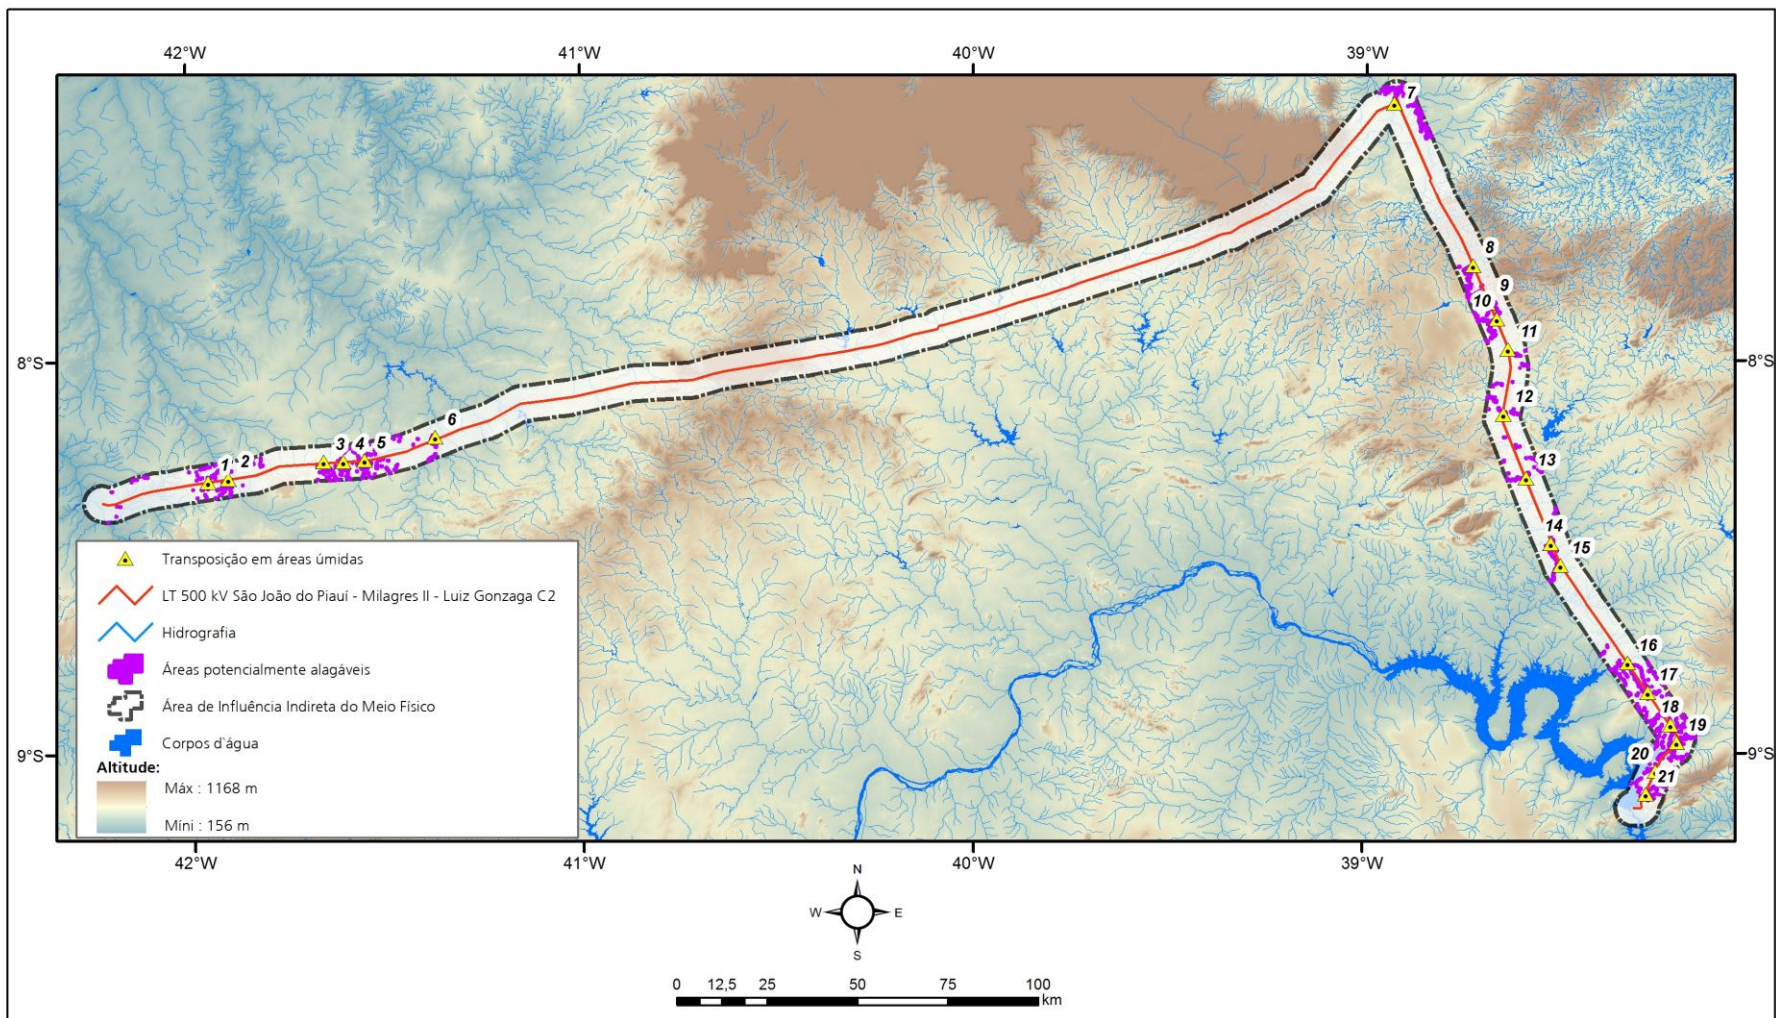 42°W 41°W 40°W 39°W
7
8
9
10
11
8°S 8°S
12
6
3 4 5
1 2
13
14
15
16
17
18
19
20
21
9°S 9°S
Transposição em áreas úmidas
LT 500 kV São João do Piauí - Milagres II - Luiz Gonzaga C2
Hidrografia
Áreas potencialmente alagáveis
Área de Influência Indireta do Meio Físico
Corpos d`água
Altitude:
Máx : 1168 m
Míni : 156 m
42°W 41°W 40°W 39°W
N
W E
S
0 12,5 25 50 75 100
km